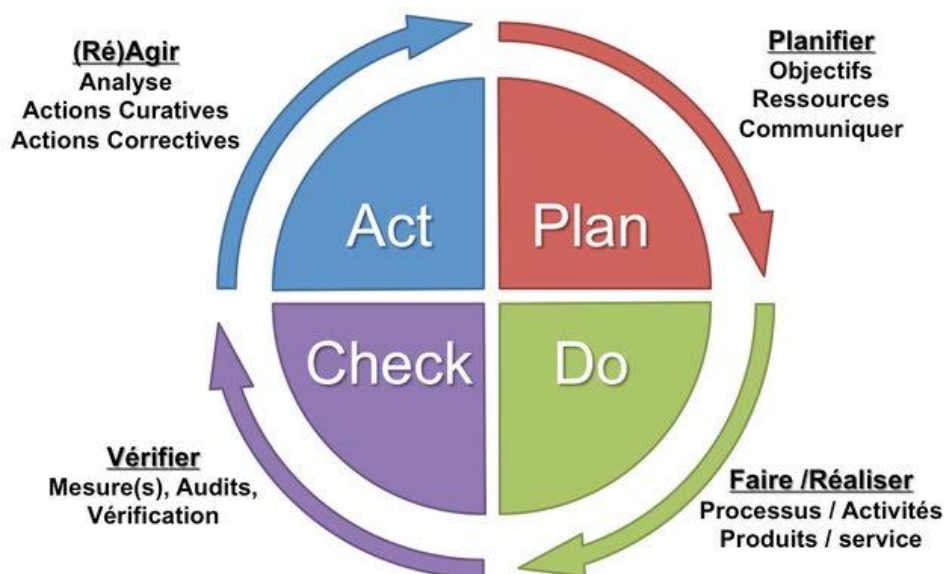 (Ré)Agir
Analyse
Actions Curatives
Actions Correctives
Planifier
Objectifs
Ressources
Communiquer
Act
Plan
Check
Do
Vérifier
Mesure(s), Audits,
Vérification
Faire /Réaliser
Processus / Activités
Produits / service